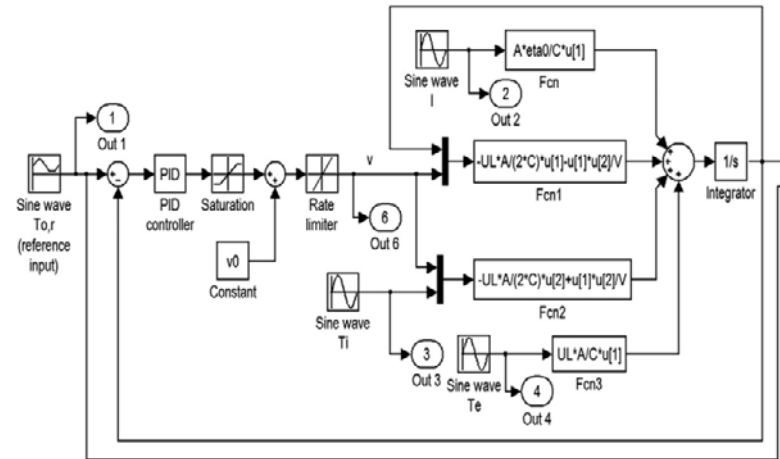 A*eta0/C*u[1]
Sine wave
I
Fcn
2
Out 2
1
Out 1
v
-UL*A/(2*C)*u[1]-u[1]*u[2]/V
Fcn1
1/s
Integrator
Sine wave
To,r
(reference
input)
PID
PID
controller
Saturation
Rate
limiter
6
Out 6
v0
Constant
-UL*A/(2*C)*u[2]+u[1]*u[2]/V
Fcn2
Sine wave
Ti
3
Out 3
Sine wave
Te
UL*A/C*u[1]
Fcn3
4
Out 4